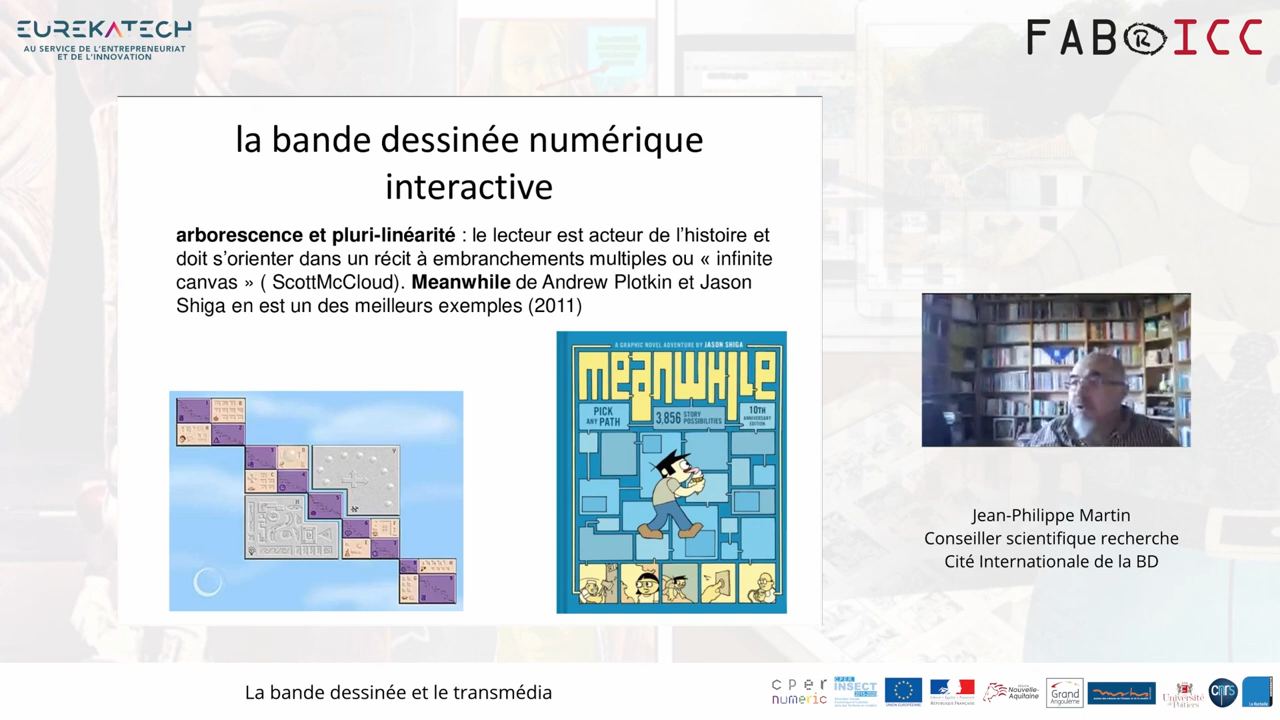 EUREKATECH
AU SERVICE DE L'ENTREPRENEURIAT
ET DE L'INNOVATION
FAB R ICC
la bande dessinée numérique
interactive
arborescence et pluri-linéarité : le lecteur est acteur de l'histoire et
doit s'orienter dans un récit à embranchements multiples ou « infinite
canvas » ( ScottMcCloud). Meanwhile de Andrew Plotkin et Jason
Shiga en est un des meilleurs exemples (2011)
A GRAPHIC NOVEL ADVENTURE BY JASON SHIGA
meanwhile
PICK
ANY PATH
3,856 STORY
POSSIBILITIES
10TH
ANNIVERSARY
EDITION
Jean-Philippe Martin
Conseiller scientifique recherche
Cité Internationale de la BD
La bande dessinée et le transmédia
cper
numeric
CPER
INSECT
UNION EUROPÉENNE
RÉPUBLIQUE FRANÇAISE
Nouvelle-
Aquitaine
Grand
Angoulême
Université
de Poitiers
cnrs
La Rochelle